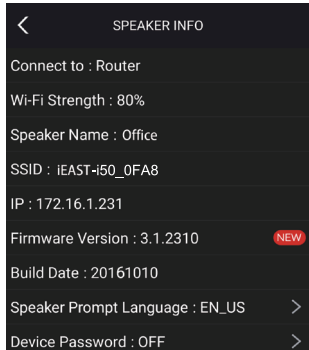 SPEAKER INFO
Connect to : Router
Wi-Fi Strength : 80%
Speaker Name : Office
SSID : iEAST-i50_0FA8
IP : 172.16.1.231
Firmware Version : 3.1.2310 NEW
Build Date : 20161010
Speaker Prompt Language : EN_US
Device Password : OFF